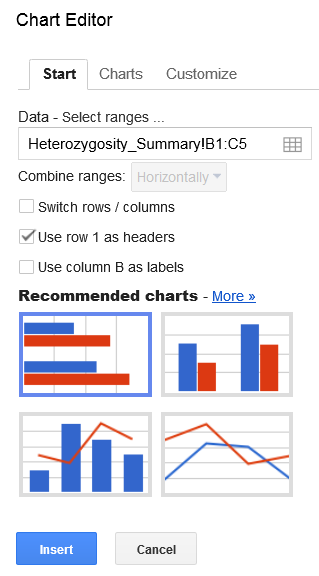 Chart Editor
Start Charts Customize
Data - Select ranges ...
Heterozygosity_Summary!B1:C5
Combine ranges: Horizontally
Switch rows / columns
Use row 1 as headers
Use column B as labels
Recommended charts - More »
Insert Cancel